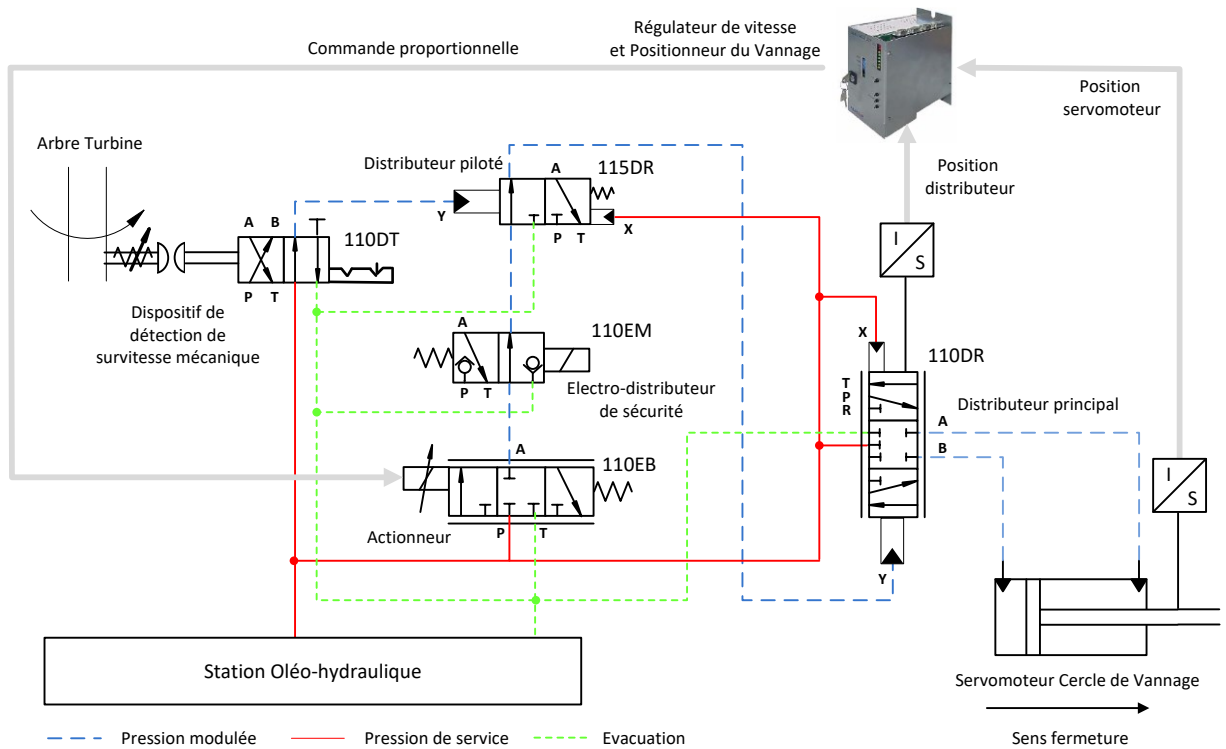 Commande proportionnelle
Régulateur de vitesse
et Positionneur du Vannage
Position
servomoteur
Arbre Turbine
Distributeur piloté
A
115DR
Position
distributeur
Y
P
T
X
A B
110DT
I
S
P T
Dispositif de
détection de
survitesse mécanique
A
110EM
P T
Electro-distributeur
de sécurité
X
110DR
T
P
R
Distributeur principal
A
B
A
110EB
I
S
Actionneur
P T
Y
Station Oléo-hydraulique
Servomoteur Cercle de Vannage
Pression modulée
Pression de service
Evacuation
Sens fermeture